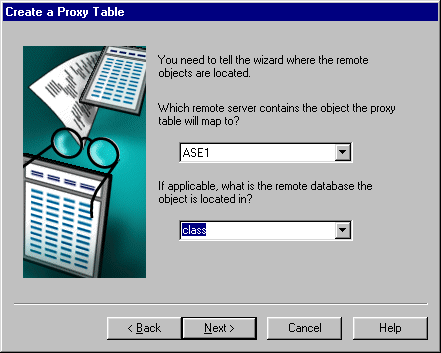 Create a Proxy Table
You need to tell the wizard where the remote
objects are located.
Which remote server contains the object the proxy
table will map to?
ASE1
If applicable, what is the remote database the
object is located in?
class
< Back
Next >
Cancel
Help